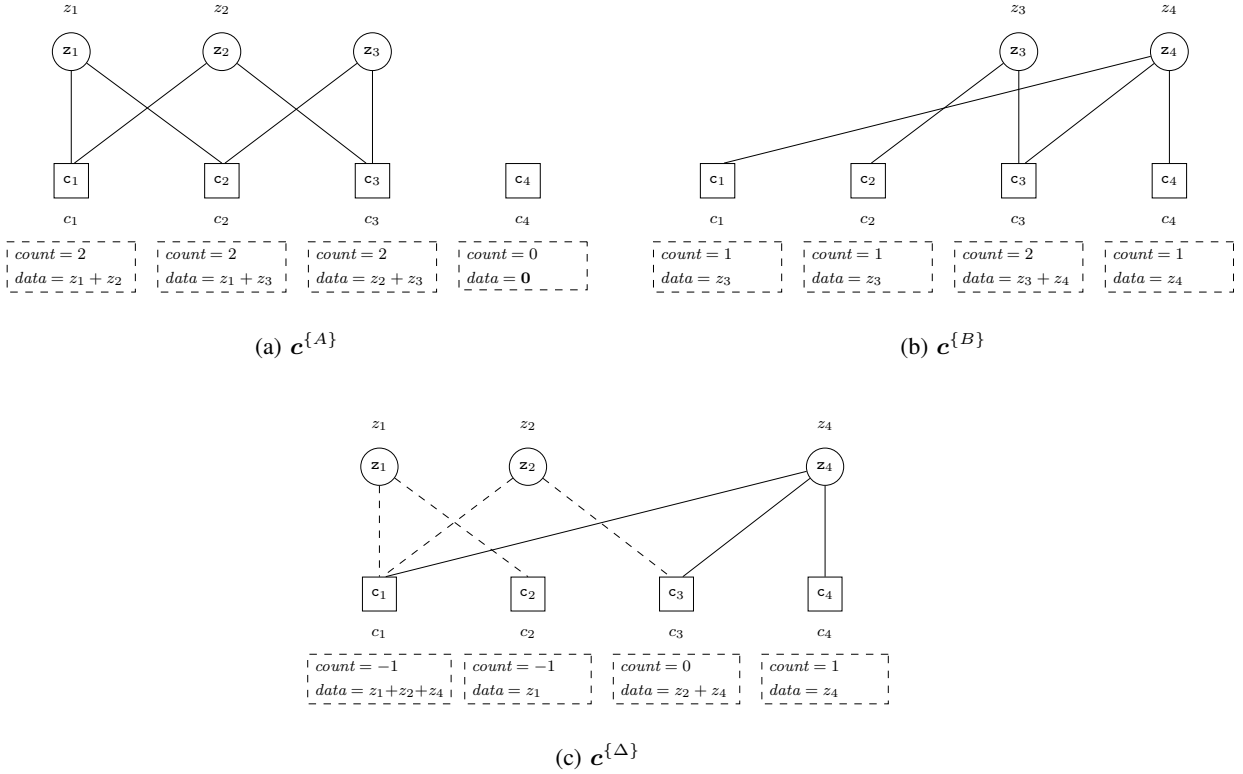 z₁ z₂
z₁ z₂ z₃
c₁ c₂ c₃ c₄
c₁ c₂ c₃ c₄
count = 2 count = 2 count = 2 count = 0
data = z₁ + z₂ data = z₁ + z₃ data = z₂ + z₃ data = 0
(a) c^{A}
z₃ z₄
z₃ z₄
c₁ c₂ c₃ c₄
c₁ c₂ c₃ c₄
count = 1 count = 1 count = 2 count = 1
data = z₃ data = z₃ data = z₃ + z₄ data = z₄
(b) c^{B}
z₁ z₂ z₄
z₁ z₂ z₄
c₁ c₂ c₃ c₄
c₁ c₂ c₃ c₄
count = −1 count = −1 count = 0 count = 1
data = z₁+z₂+z₄ data = z₁ data = z₂ + z₄ data = z₄
(c) c^{Δ}